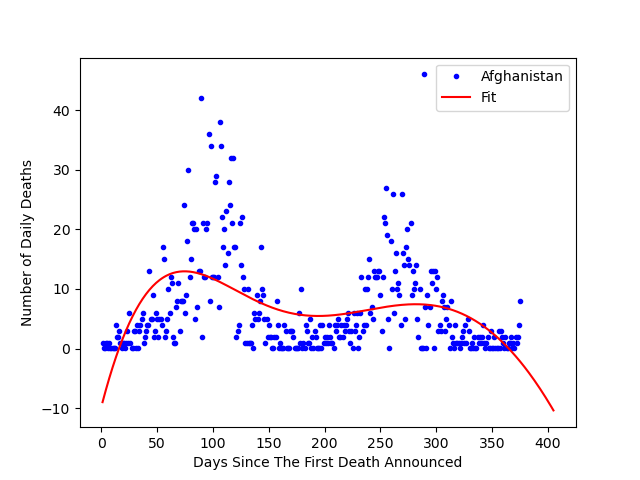 Afghanistan
Fit
Number of Daily Deaths
40
30
20
10
0
−10
0 50 100 150 200 250 300 350 400
Days Since The First Death Announced